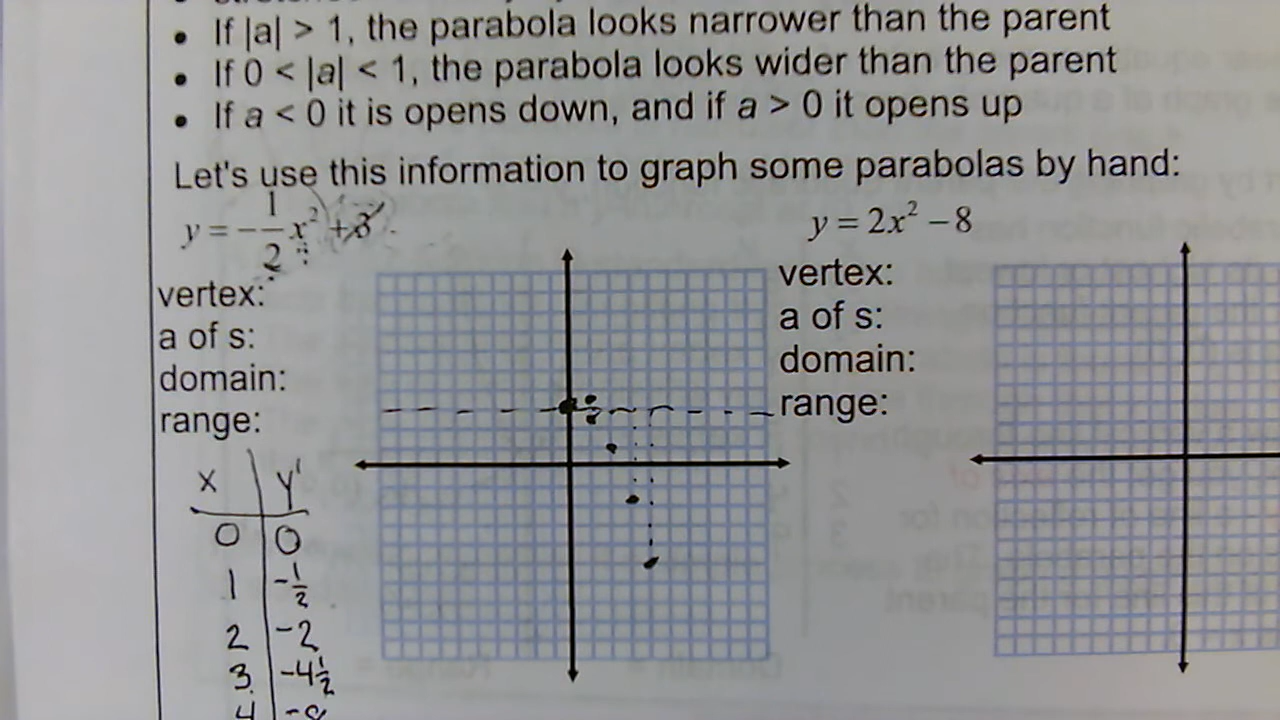 • If |a| > 1, the parabola looks narrower than the parent
• If 0 < |a| < 1, the parabola looks wider than the parent
• If a < 0 it is opens down, and if a > 0 it opens up
Let's use this information to graph some parabolas by hand:
y = -1/2x² + 3
y = 2x² - 8
vertex:
a of s:
domain:
range:
vertex:
a of s:
domain:
range:
x y'
0 0
1 -1/2
2 -2
3 -4 1/2
4 -8